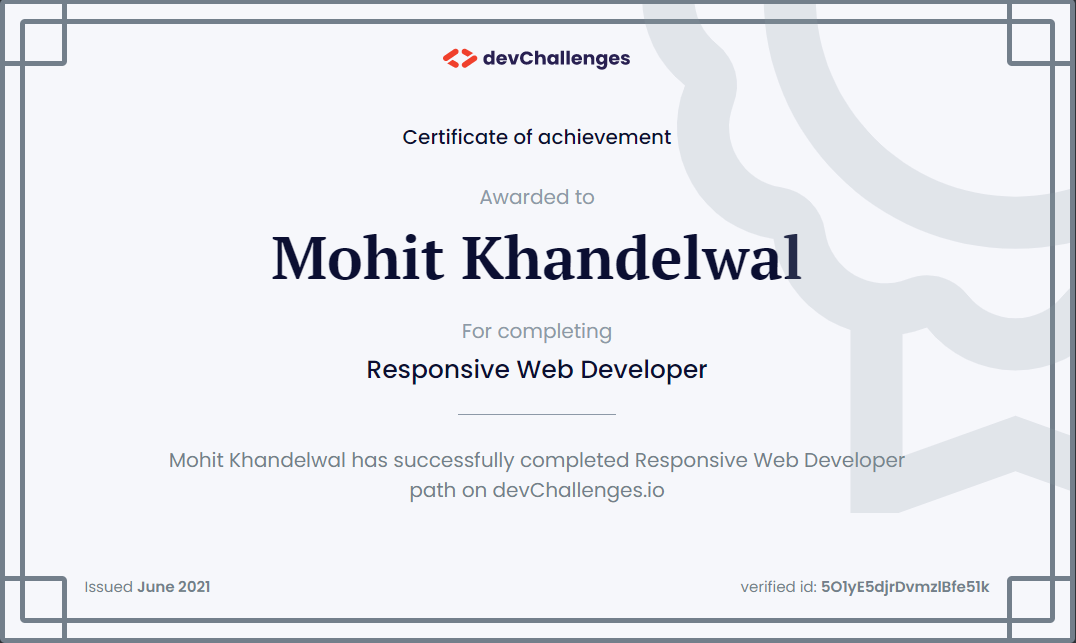 devChallenges
Certificate of achievement
Awarded to
Mohit Khandelwal
For completing
Responsive Web Developer
Mohit Khandelwal has successfully completed Responsive Web Developer
path on devChallenges.io
Issued June 2021
verified id: 5O1yE5djrDvmzlBfe51k